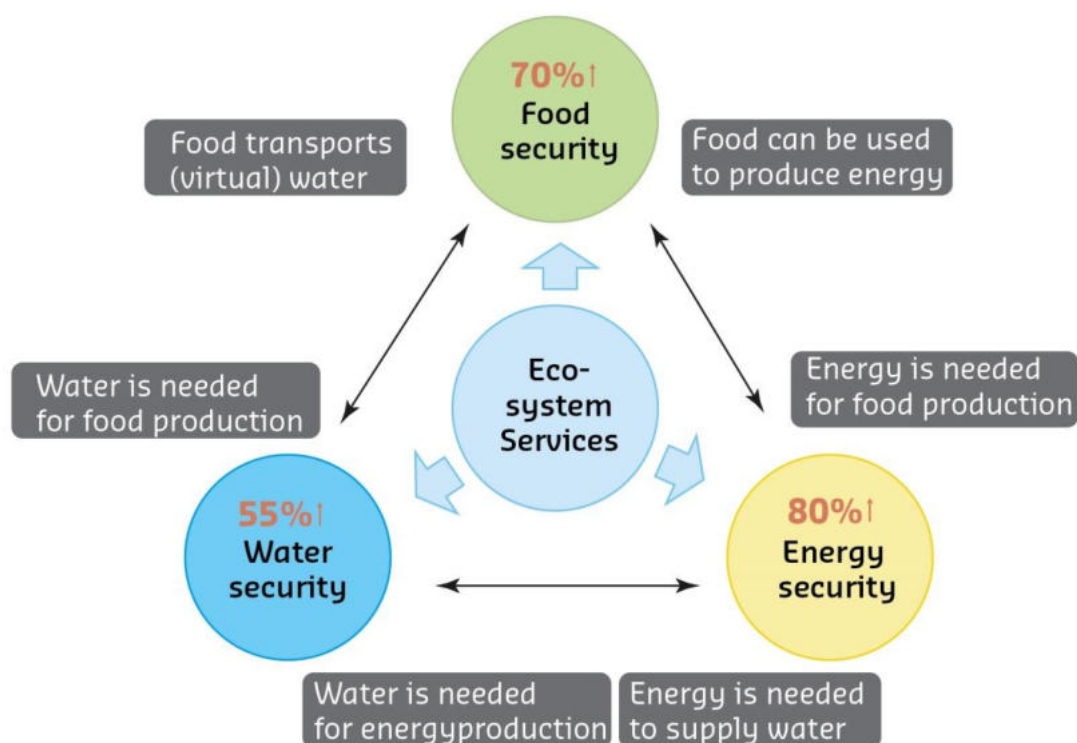 70%↑
Food
security
Food transports
(virtual) water
Food can be used
to produce energy
Water is needed
for food production
Eco-
system
Services
Energy is needed
for food production
55%↑
Water
security
80%↑
Energy
security
Water is needed
for energyproduction
Energy is needed
to supply water